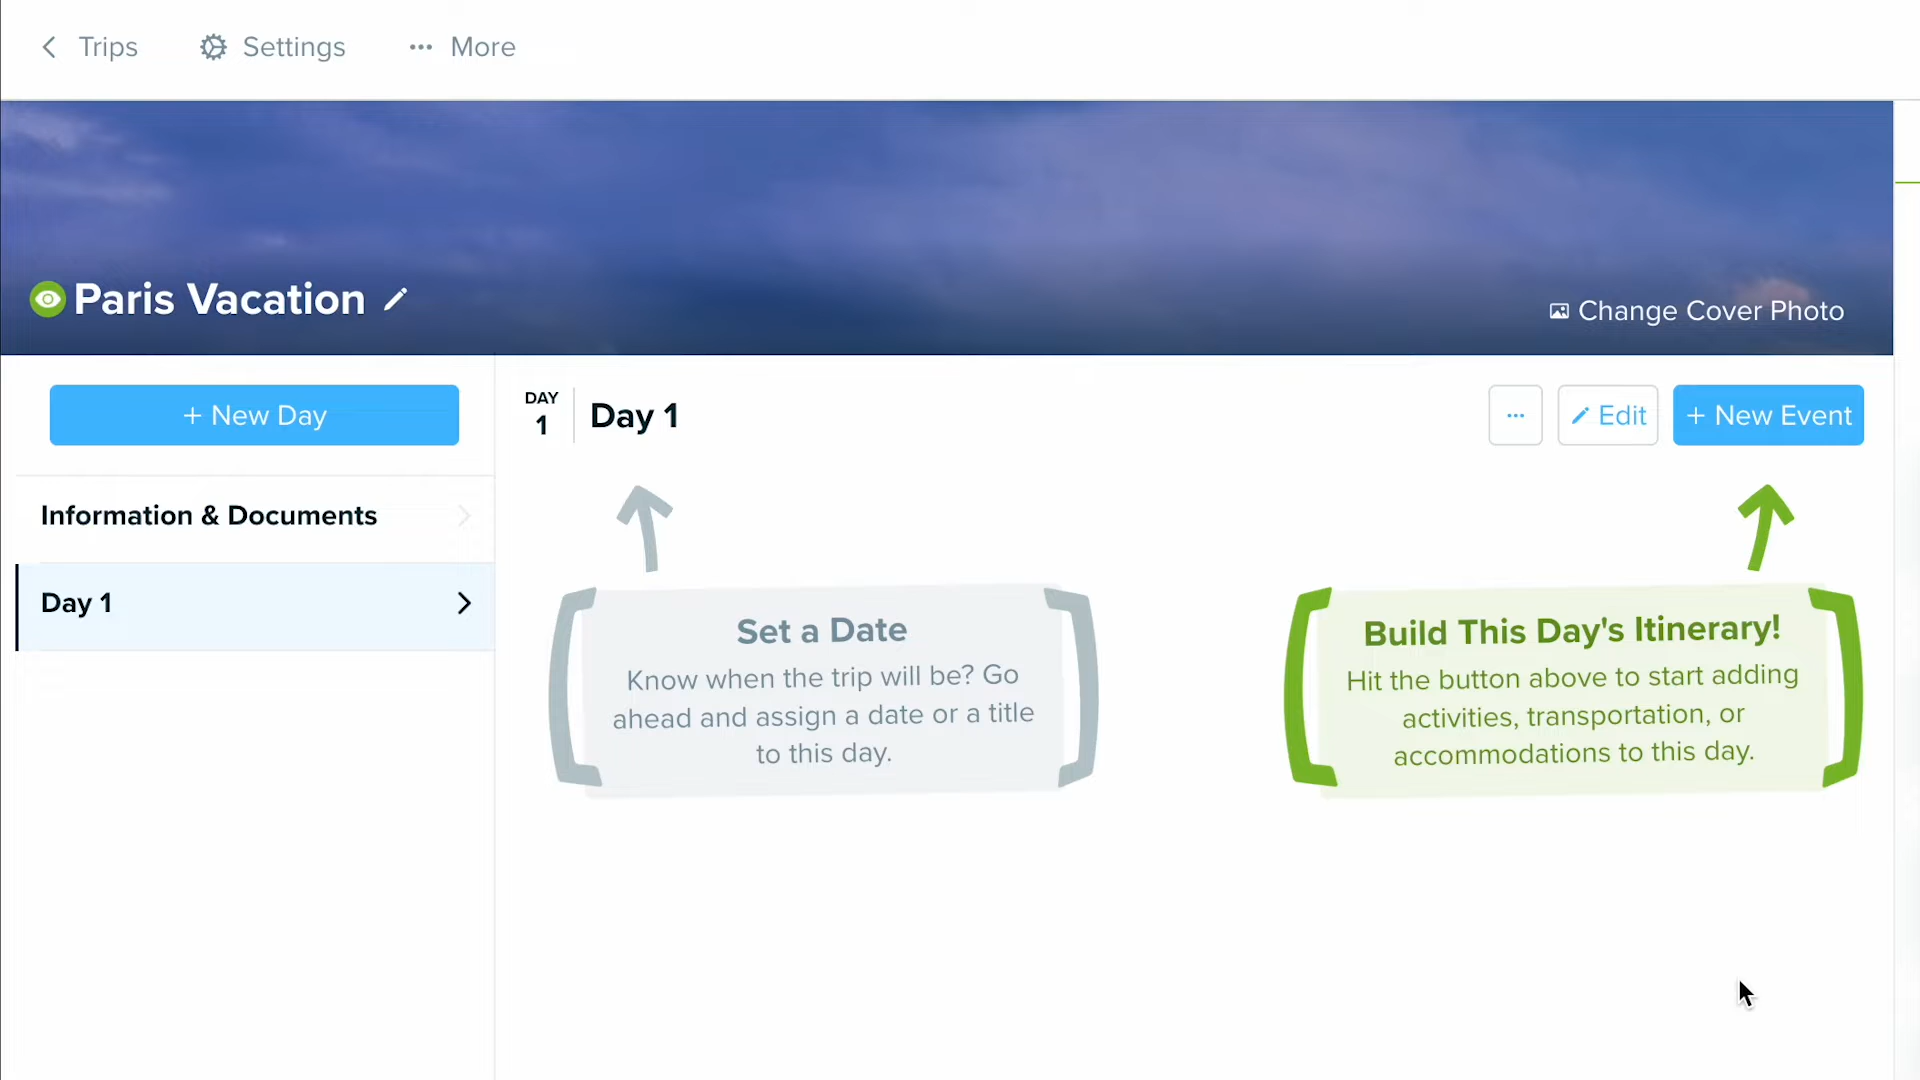 Trips
Settings
More
Paris Vacation
Change Cover Photo
+ New Day
DAY
1
Day 1
Edit
+ New Event
Information & Documents
Day 1
Set a Date
Know when the trip will be? Go
ahead and assign a date or a title
to this day.
Build This Day's Itinerary!
Hit the button above to start adding
activities, transportation, or
accommodations to this day.